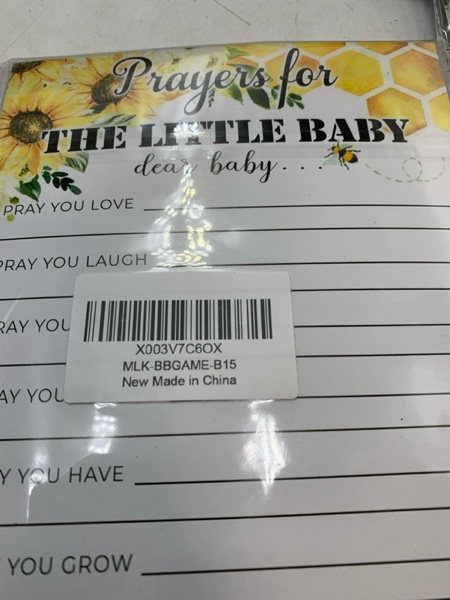 Prayers for
THE LITTLE BABY
dear baby...
PRAY YOU LOVE
PRAY YOU LAUGH
RAY YOU
X003V7C6OX
MLK-BBGAME-B15
New Made in China
AY YOU
Y YOU HAVE
YOU GROW